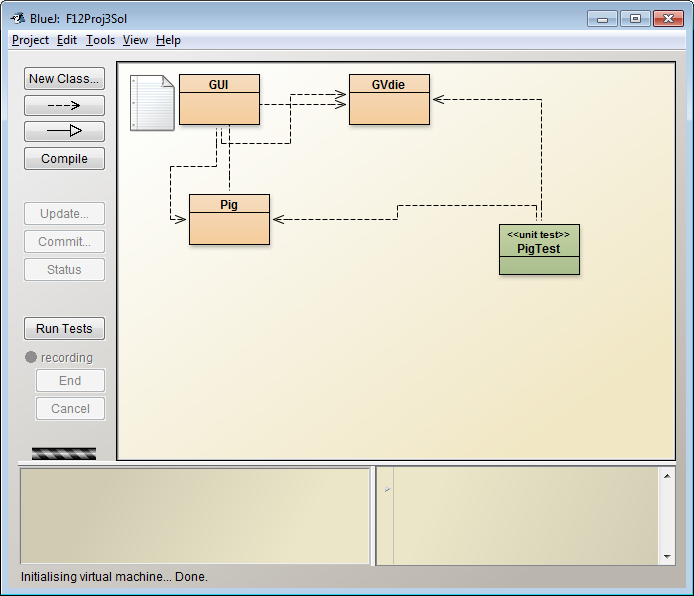 BlueJ: F12Proj3Sol
Project Edit Tools View Help
New Class...
Compile
Update...
Commit...
Status
Run Tests
recording
End
Cancel
GUI
GVdie
Pig
<<unit test>>
PigTest
Initialising virtual machine... Done.